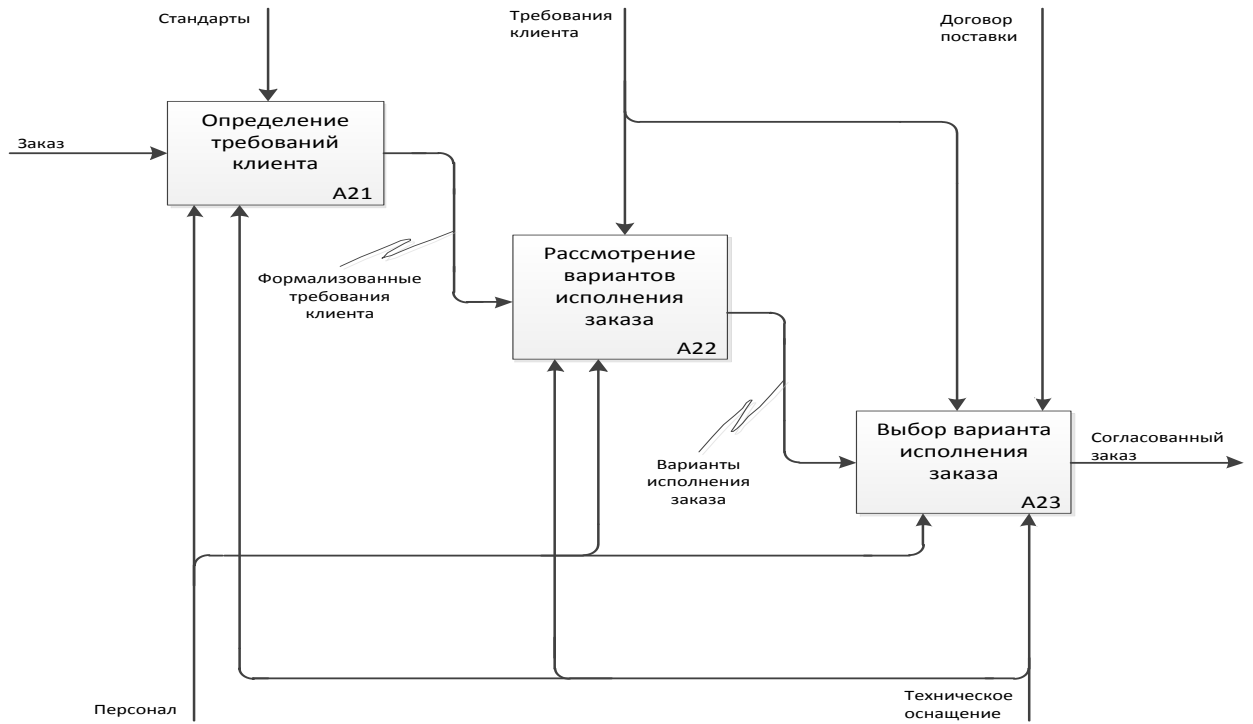 Стандарты
Требования
клиента
Договор
поставки
Заказ
Определение
требований
клиента
A21
Формализованные
требования
клиента
Рассмотрение
вариантов
исполнения
заказа
A22
Варианты
исполнения
заказа
Выбор варианта
исполнения
заказа
A23
Согласованный
заказ
Персонал
Техническое
оснащение